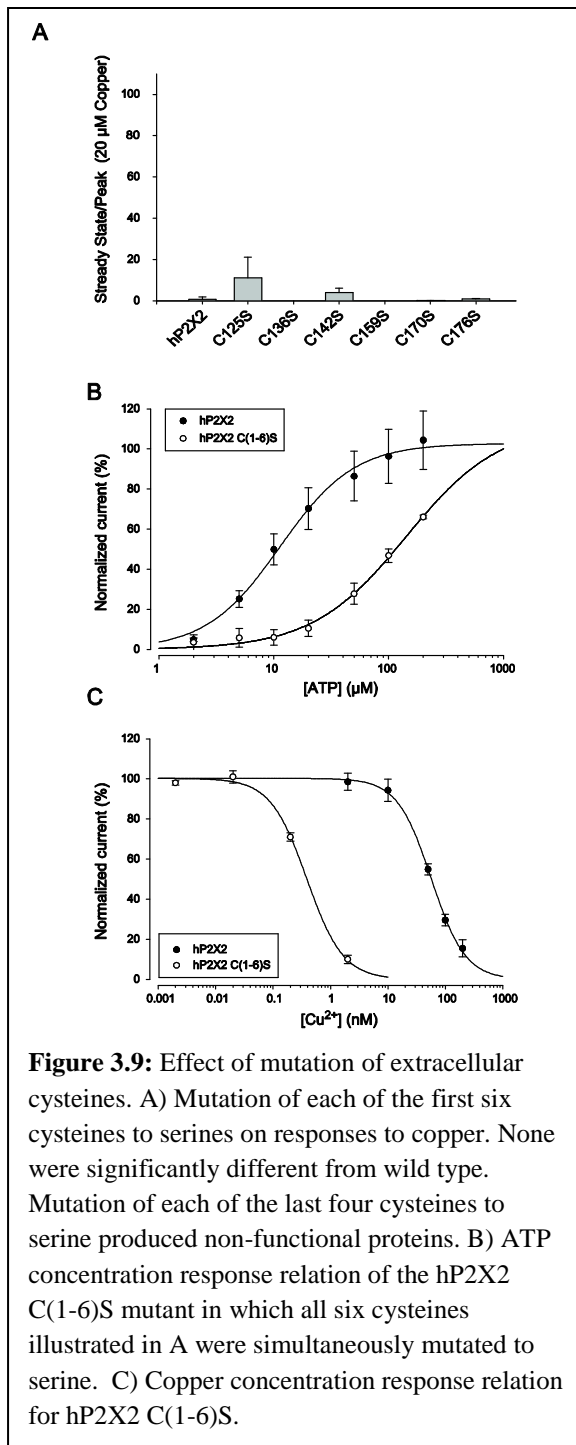 A
Stready State/Peak (20 µM Copper)
100
80
60
40
20
0
hP2X2
C125S
C136S
C142S
C159S
C170S
C176S
B
hP2X2
hP2X2 C(1-6)S
Normalized current (%)
120
100
80
60
40
20
0
1
10
100
1000
[ATP] (µM)
C
Normalized current (%)
120
100
80
60
40
20
0
hP2X2
hP2X2 C(1-6)S
0.001
0.01
0.1
1
10
100
1000
[Cu2+] (nM)
Figure 3.9: Effect of mutation of extracellular
cysteines. A) Mutation of each of the first six
cysteines to serines on responses to copper. None
were significantly different from wild type.
Mutation of each of the last four cysteines to
serine produced non-functional proteins. B) ATP
concentration response relation of the hP2X2
C(1-6)S mutant in which all six cysteines
illustrated in A were simultaneously mutated to
serine. C) Copper concentration response relation
for hP2X2 C(1-6)S.